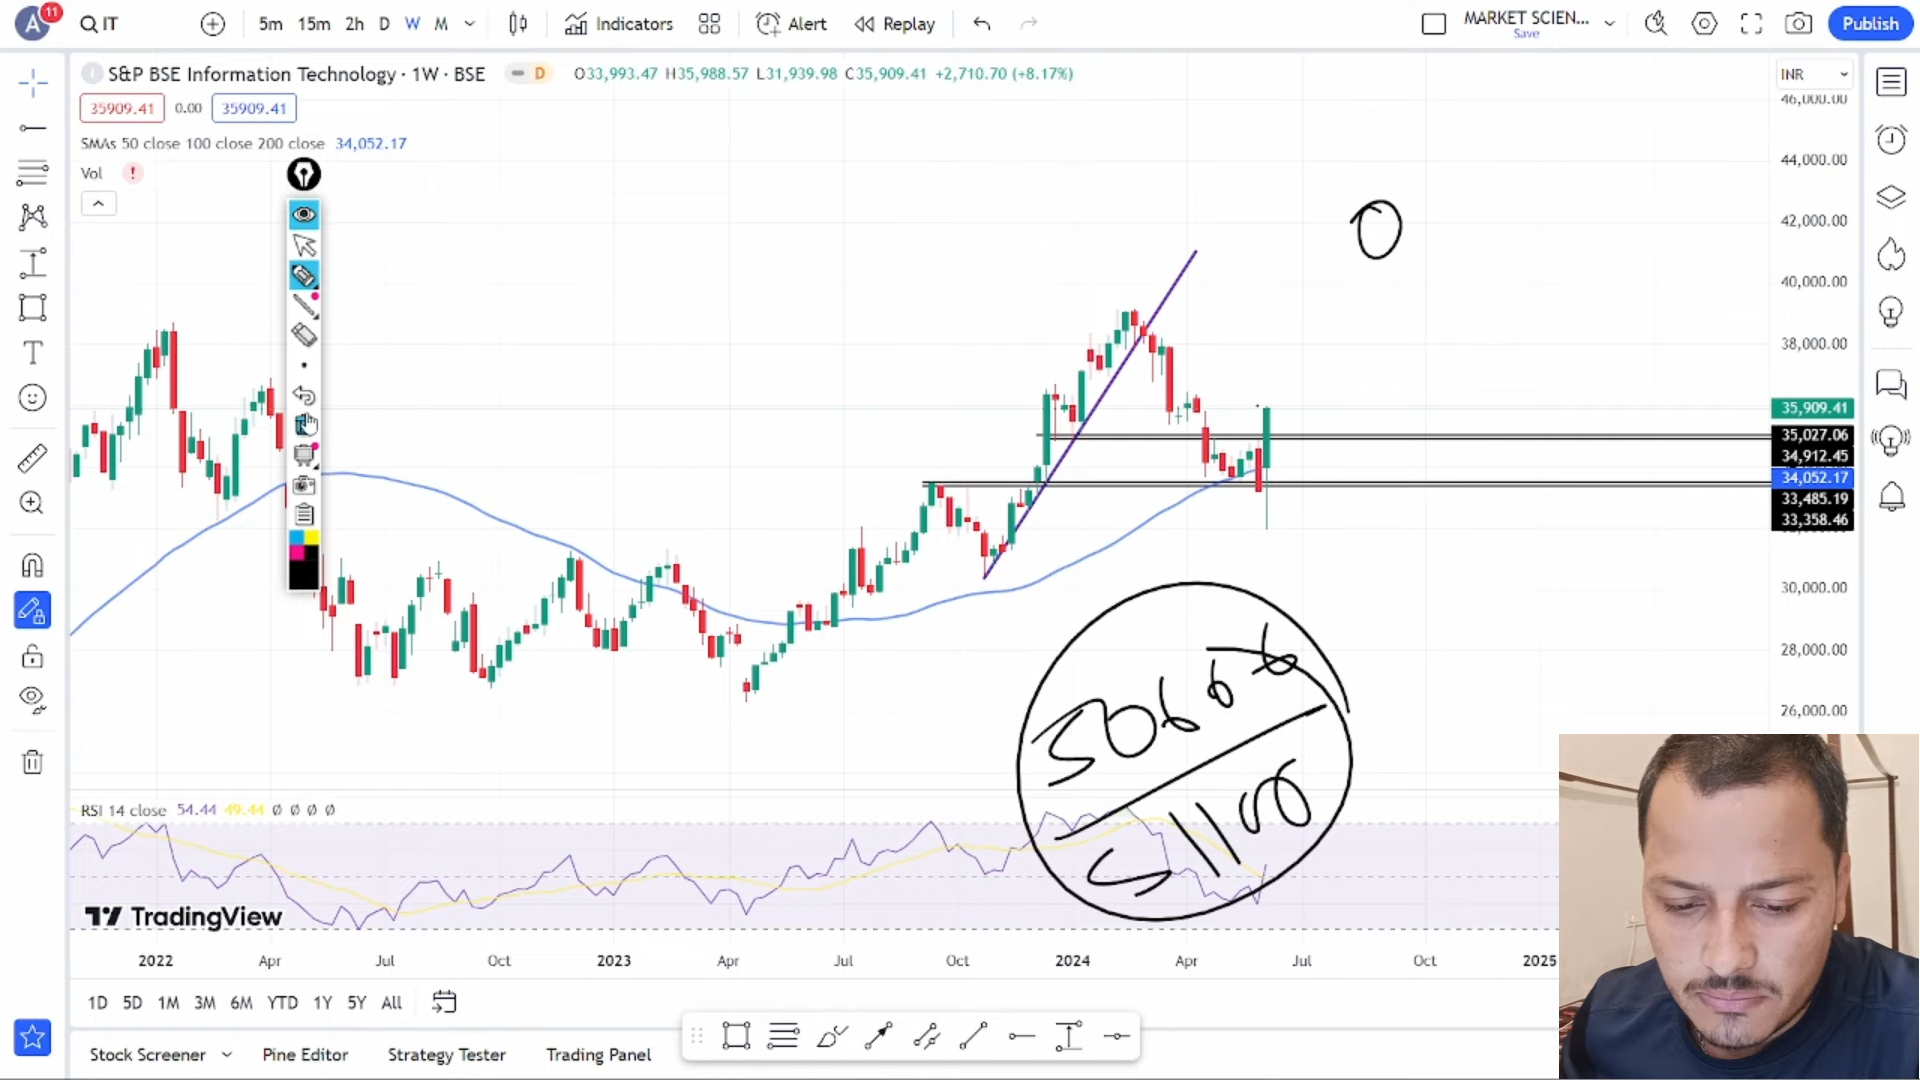 A 11 IT 5m 15m 2h D W M Indicators Alert Replay MARKET SCIEN... Save Publish
S&P BSE Information Technology · 1W · BSE D O33,993.47 H35,988.57 L31,939.98 C35,909.41 +2,710.70 (+8.17%) INR
35909.41 0.00 35909.41
SMAs 50 close 100 close 200 close 34,052.17
Vol !
46,000.00
44,000.00
42,000.00
40,000.00
38,000.00
35,909.41
35,027.06
34,912.45
34,052.17
33,485.19
33,358.46
30,000.00
28,000.00
26,000.00
RSI 14 close 54.44 49.44 Ø Ø Ø Ø
TradingView
2022 Apr Jul Oct 2023 Apr Jul Oct 2024 Apr Jul Oct 2025
1D 5D 1M 3M 6M YTD 1Y 5Y All
Stock Screener Pine Editor Strategy Tester Trading Panel